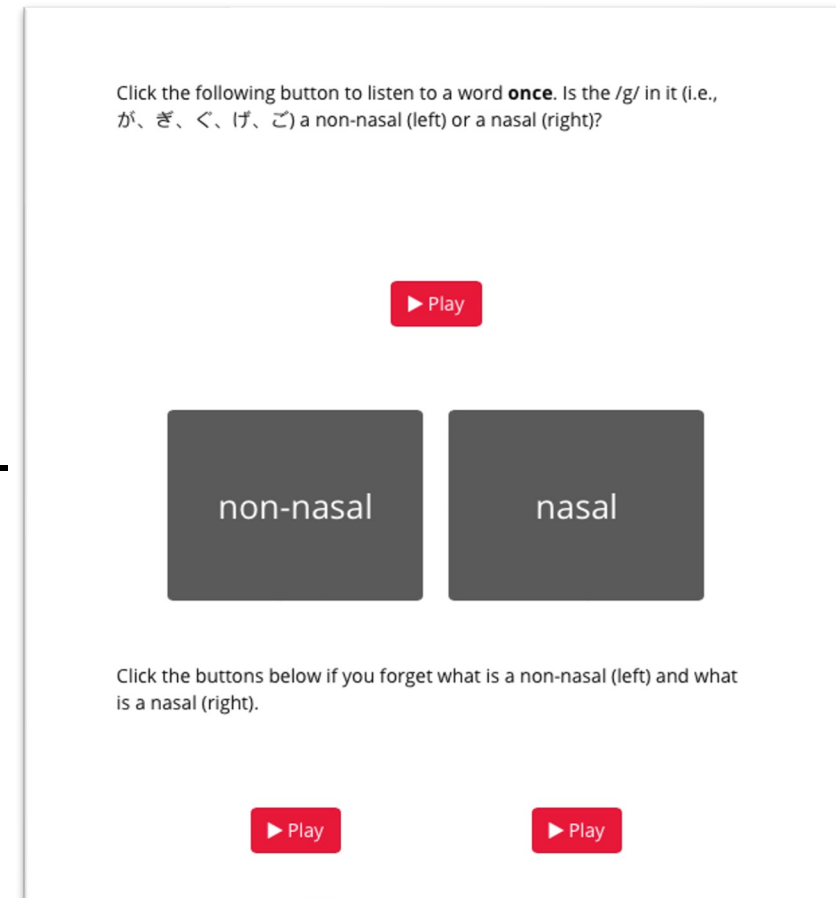 Click the following button to listen to a word once. Is the /g/ in it (i.e.,
が、ぎ、ぐ、げ、ご) a non-nasal (left) or a nasal (right)?
▶ Play
non-nasal nasal
Click the buttons below if you forget what is a non-nasal (left) and what
is a nasal (right).
▶ Play ▶ Play